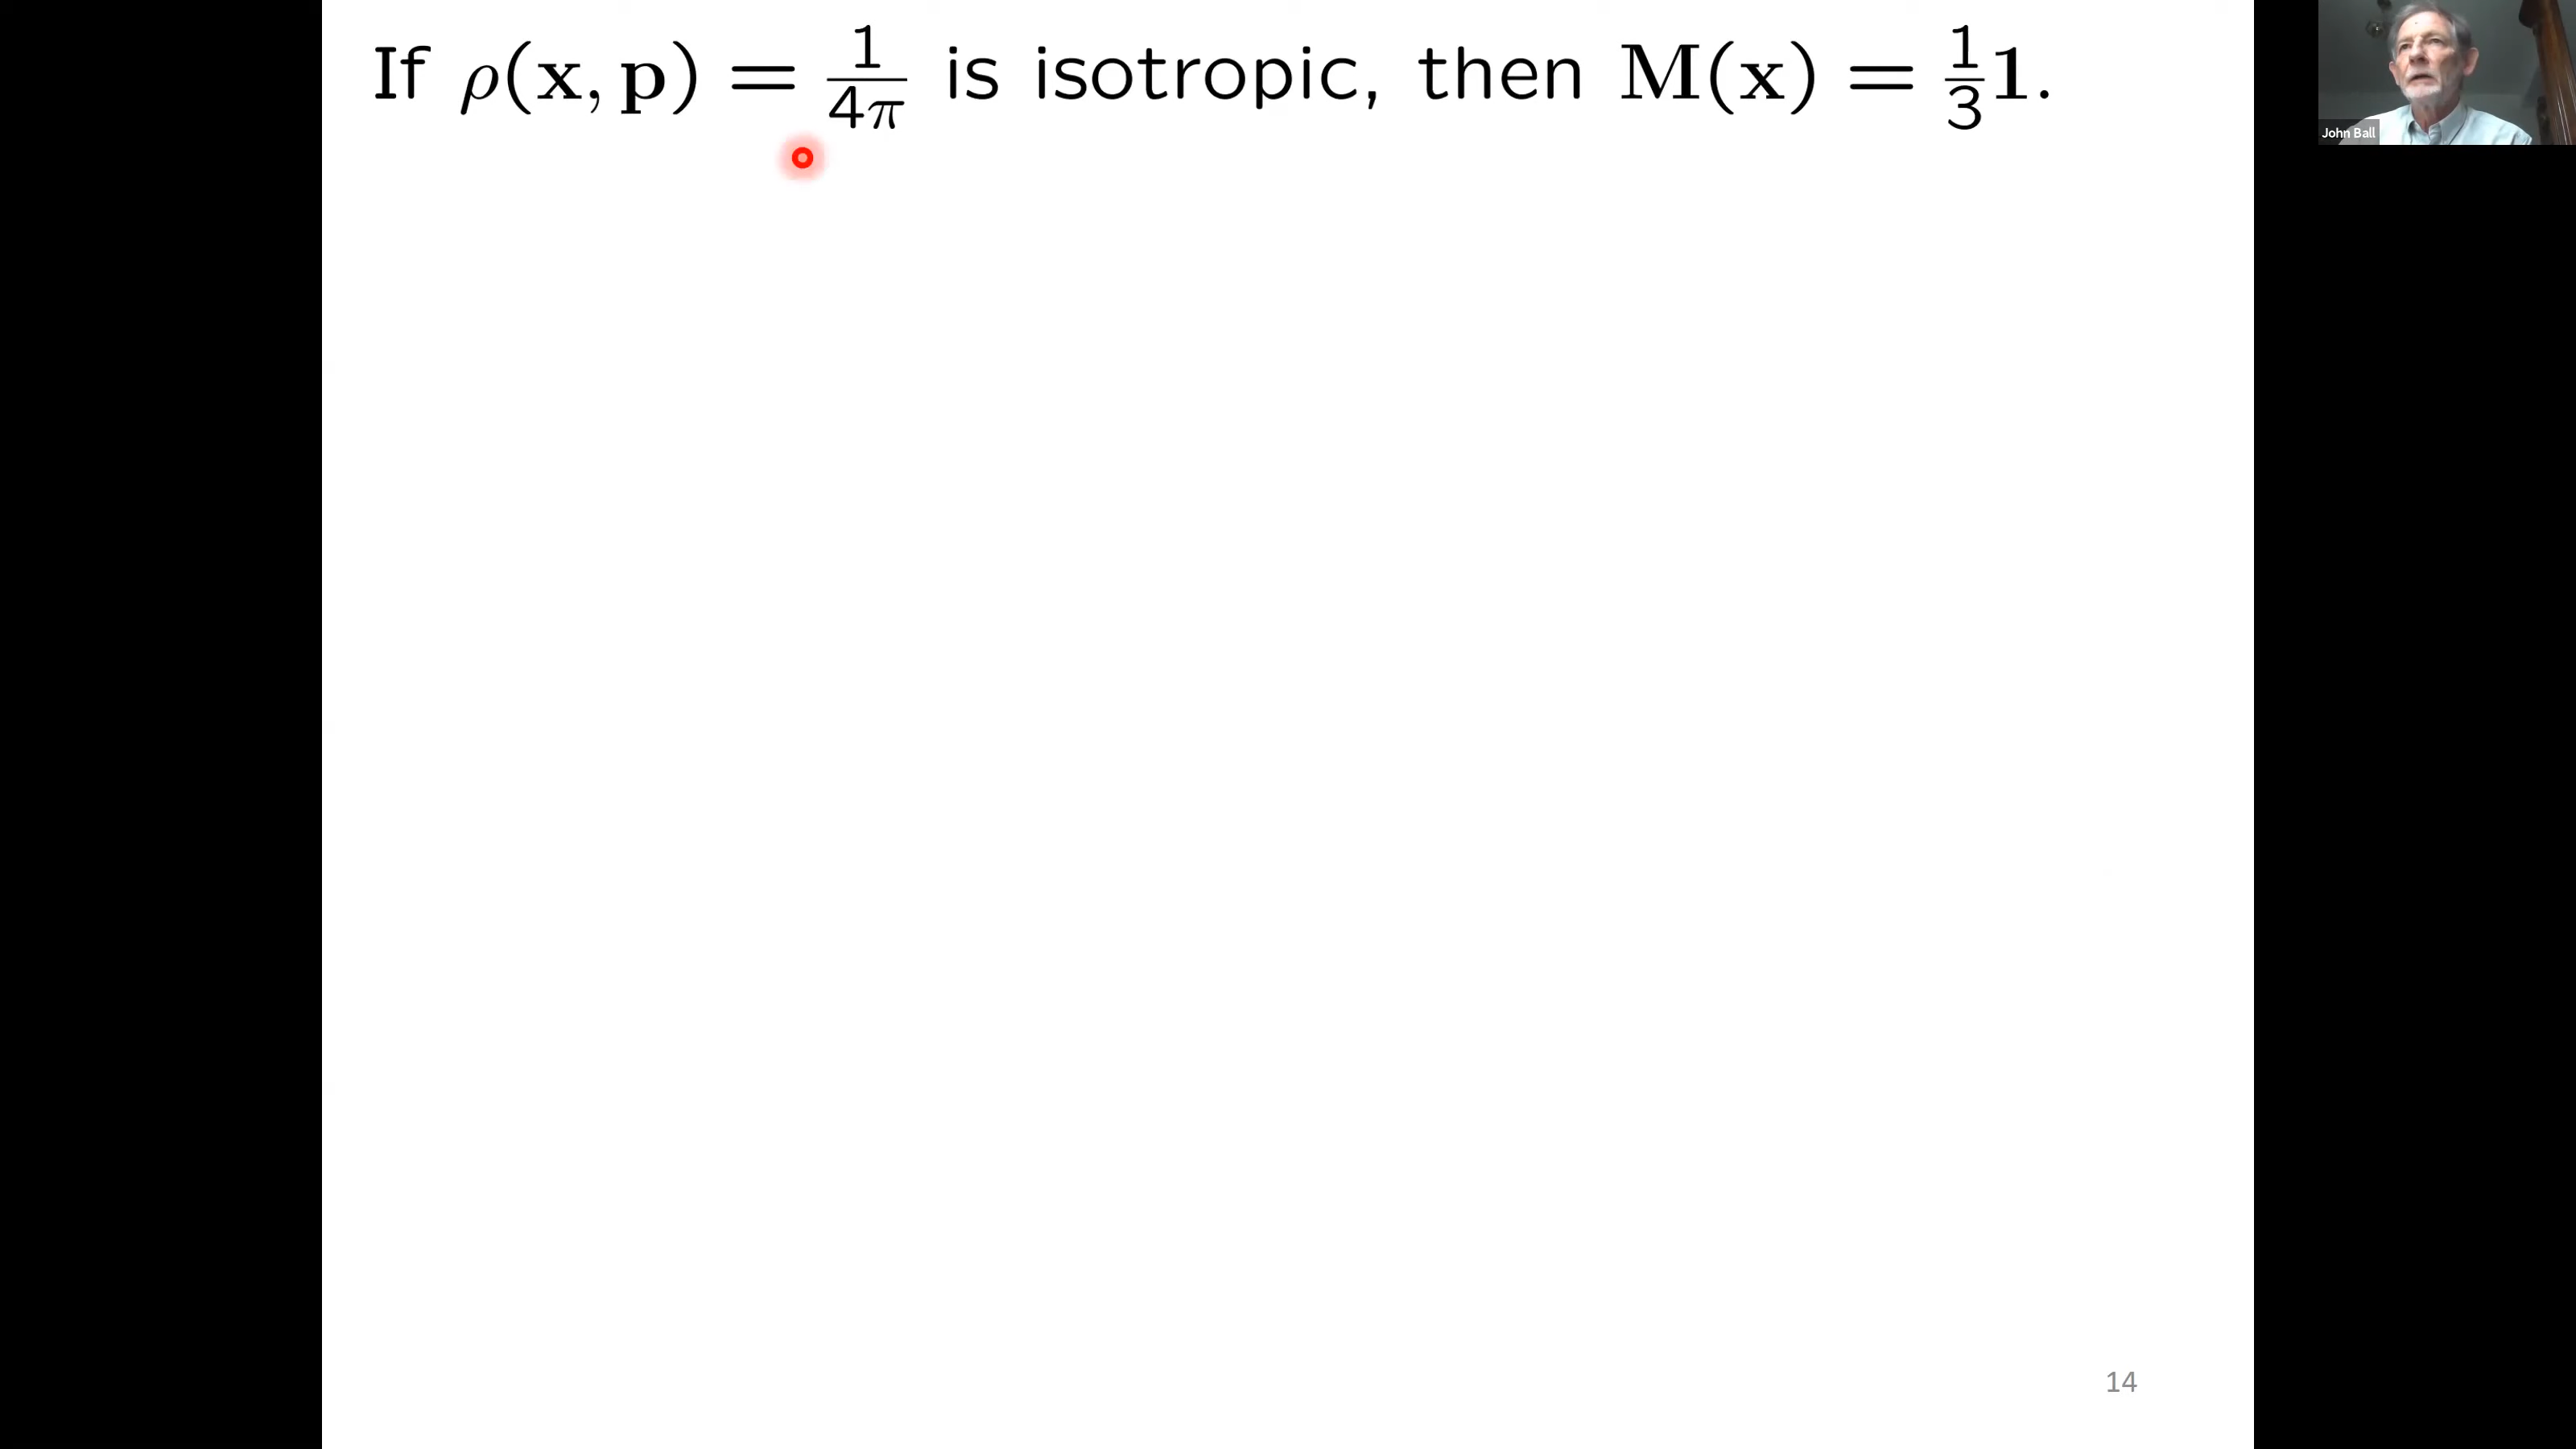 If ρ(x, p) = 1/4π is isotropic, then M(x) = 1/3 1.
John Ball
14